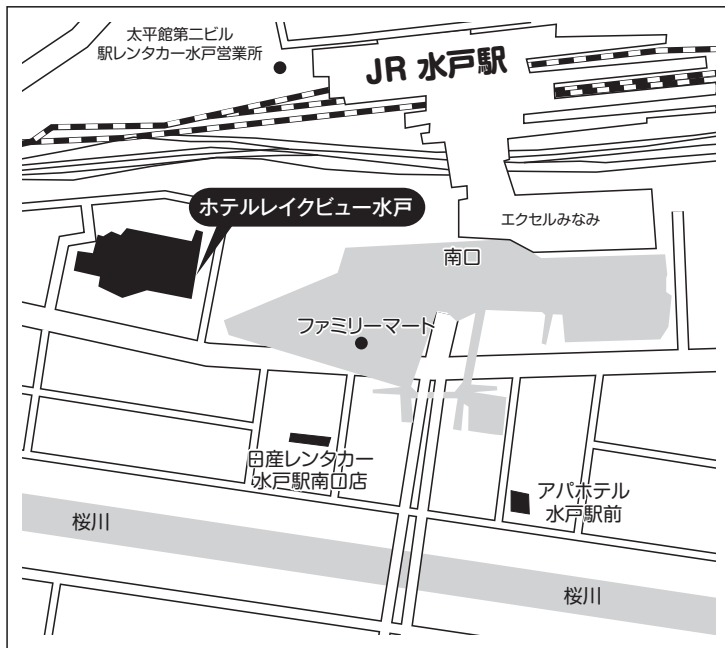 太平館第二ビル
駅レンタカー水戸営業所
JR 水戸駅
ホテルレイクビュー水戸
エクセルみなみ
南口
ファミリーマート
日産レンタカー
水戸駅南口店
アパホテル
水戸駅前
桜川
桜川